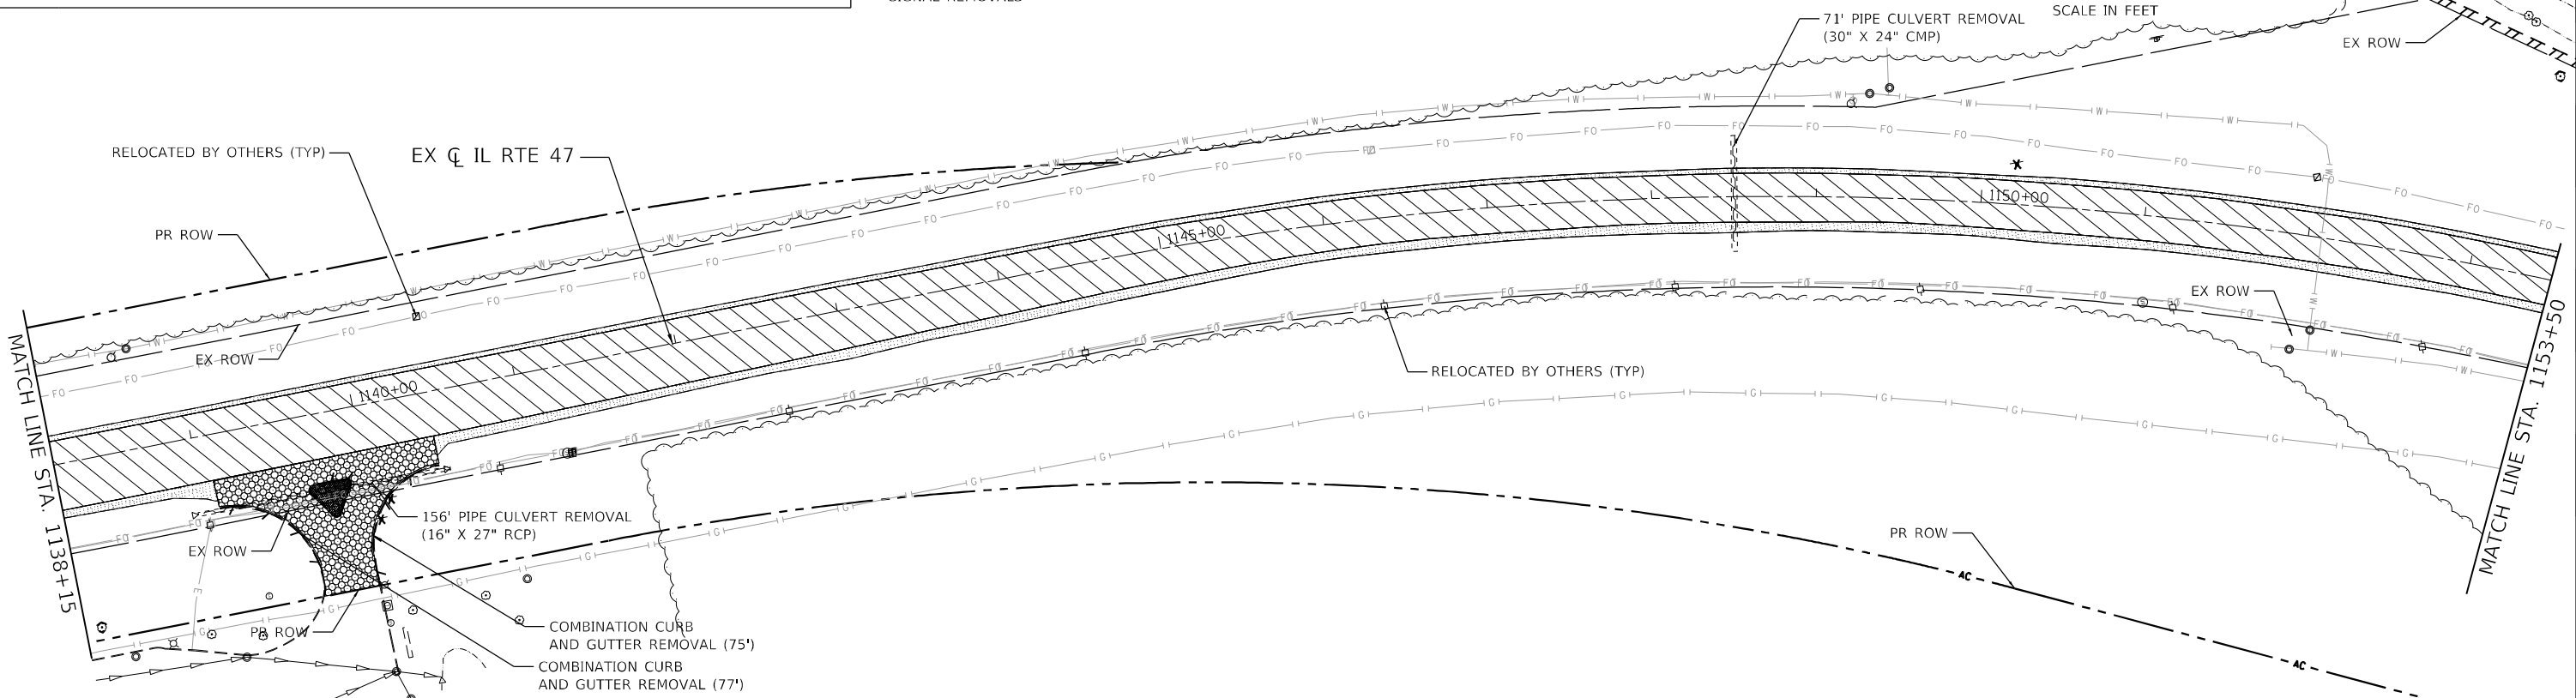 SCALE IN FEET
71' PIPE CULVERT REMOVAL
(30" X 24" CMP)
EX ROW
RELOCATED BY OTHERS (TYP)
EX ℄ IL RTE 47
PR ROW
EX ROW
1140+00
1145+00
1150+00
EX ROW
RELOCATED BY OTHERS (TYP)
MATCH LINE STA. 1138+15
MATCH LINE STA. 1153+50
156' PIPE CULVERT REMOVAL
(16" X 27" RCP)
EX ROW
PR ROW
AC
AC
PR ROW
COMBINATION CURB
AND GUTTER REMOVAL (75')
COMBINATION CURB
AND GUTTER REMOVAL (77')